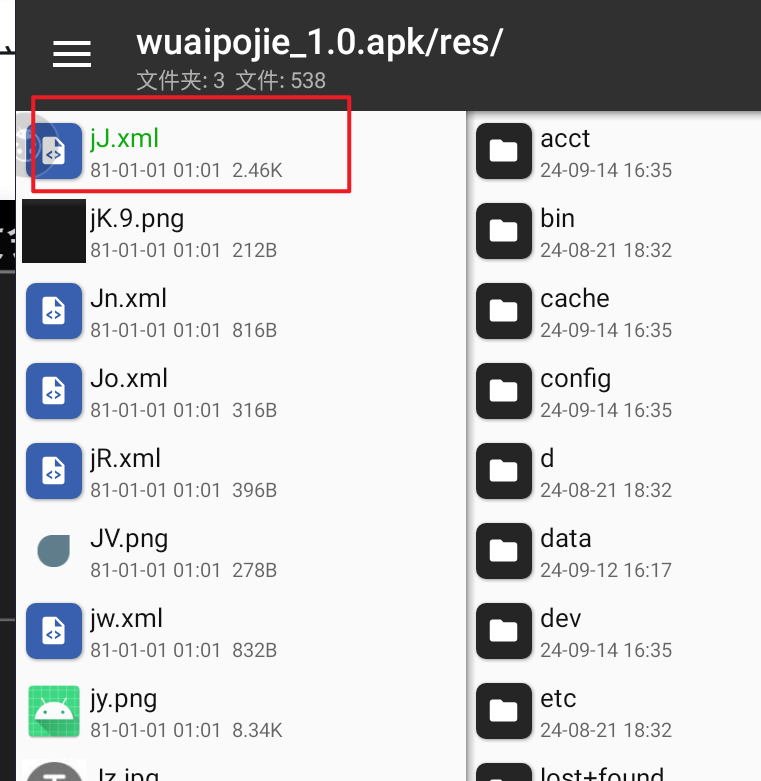 wuaipojie_1.0.apk/res/
文件夹: 3 文件: 538
jJ.xml
81-01-01 01:01 2.46K
jK.9.png
81-01-01 01:01 212B
Jn.xml
81-01-01 01:01 816B
Jo.xml
81-01-01 01:01 316B
jR.xml
81-01-01 01:01 396B
JV.png
81-01-01 01:01 278B
jw.xml
81-01-01 01:01 832B
jy.png
81-01-01 01:01 8.34K
Jz.jpg
acct
24-09-14 16:35
bin
24-08-21 18:32
cache
24-09-14 16:35
config
24-09-14 16:35
d
24-08-21 18:32
data
24-09-12 16:17
dev
24-09-14 16:35
etc
24-08-21 18:32
lost+found